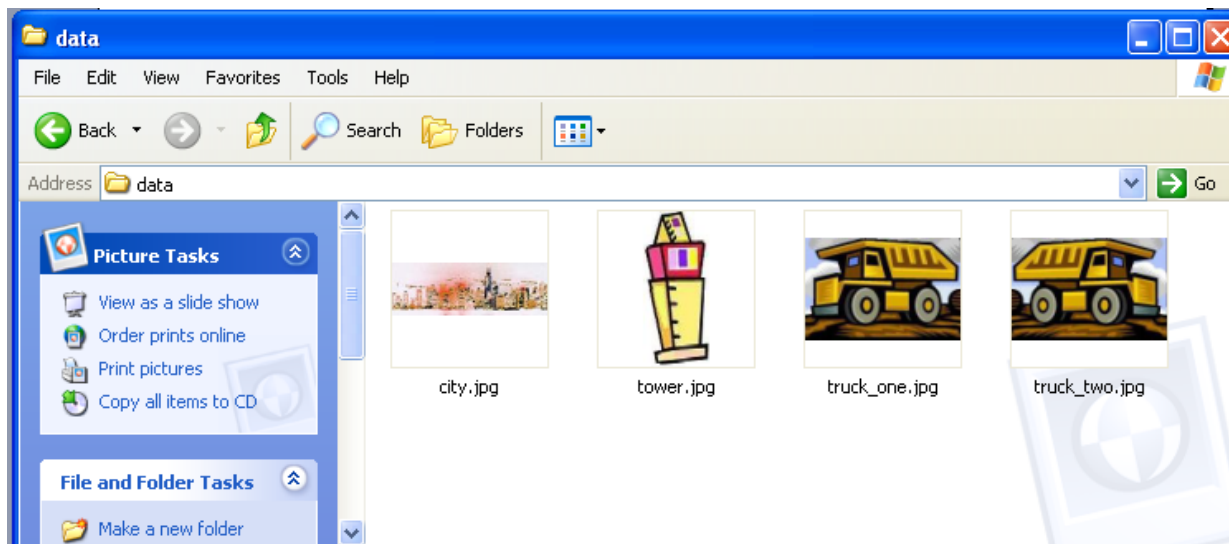 data
File Edit View Favorites Tools Help
Back Search Folders
Address data Go
Picture Tasks
View as a slide show
Order prints online
Print pictures
Copy all items to CD
File and Folder Tasks
Make a new folder
city.jpg tower.jpg truck_one.jpg truck_two.jpg